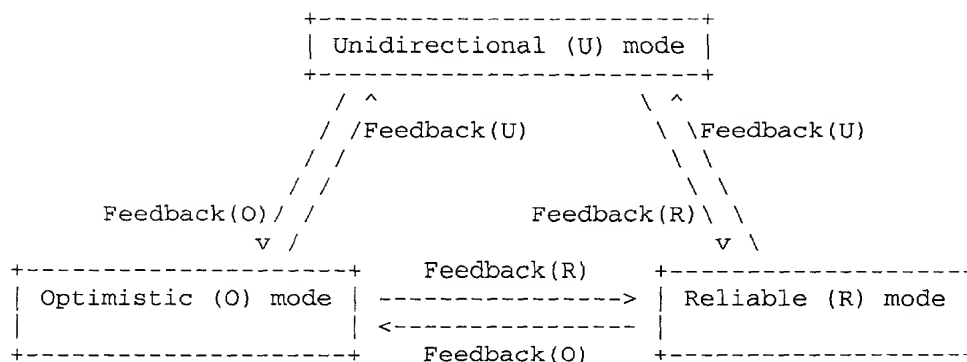 Unidirectional (U) mode
Feedback(U)
Feedback(U)
Feedback(O)
Feedback(R)
Feedback(R)
Optimistic (O) mode
Reliable (R) mode
Feedback(O)